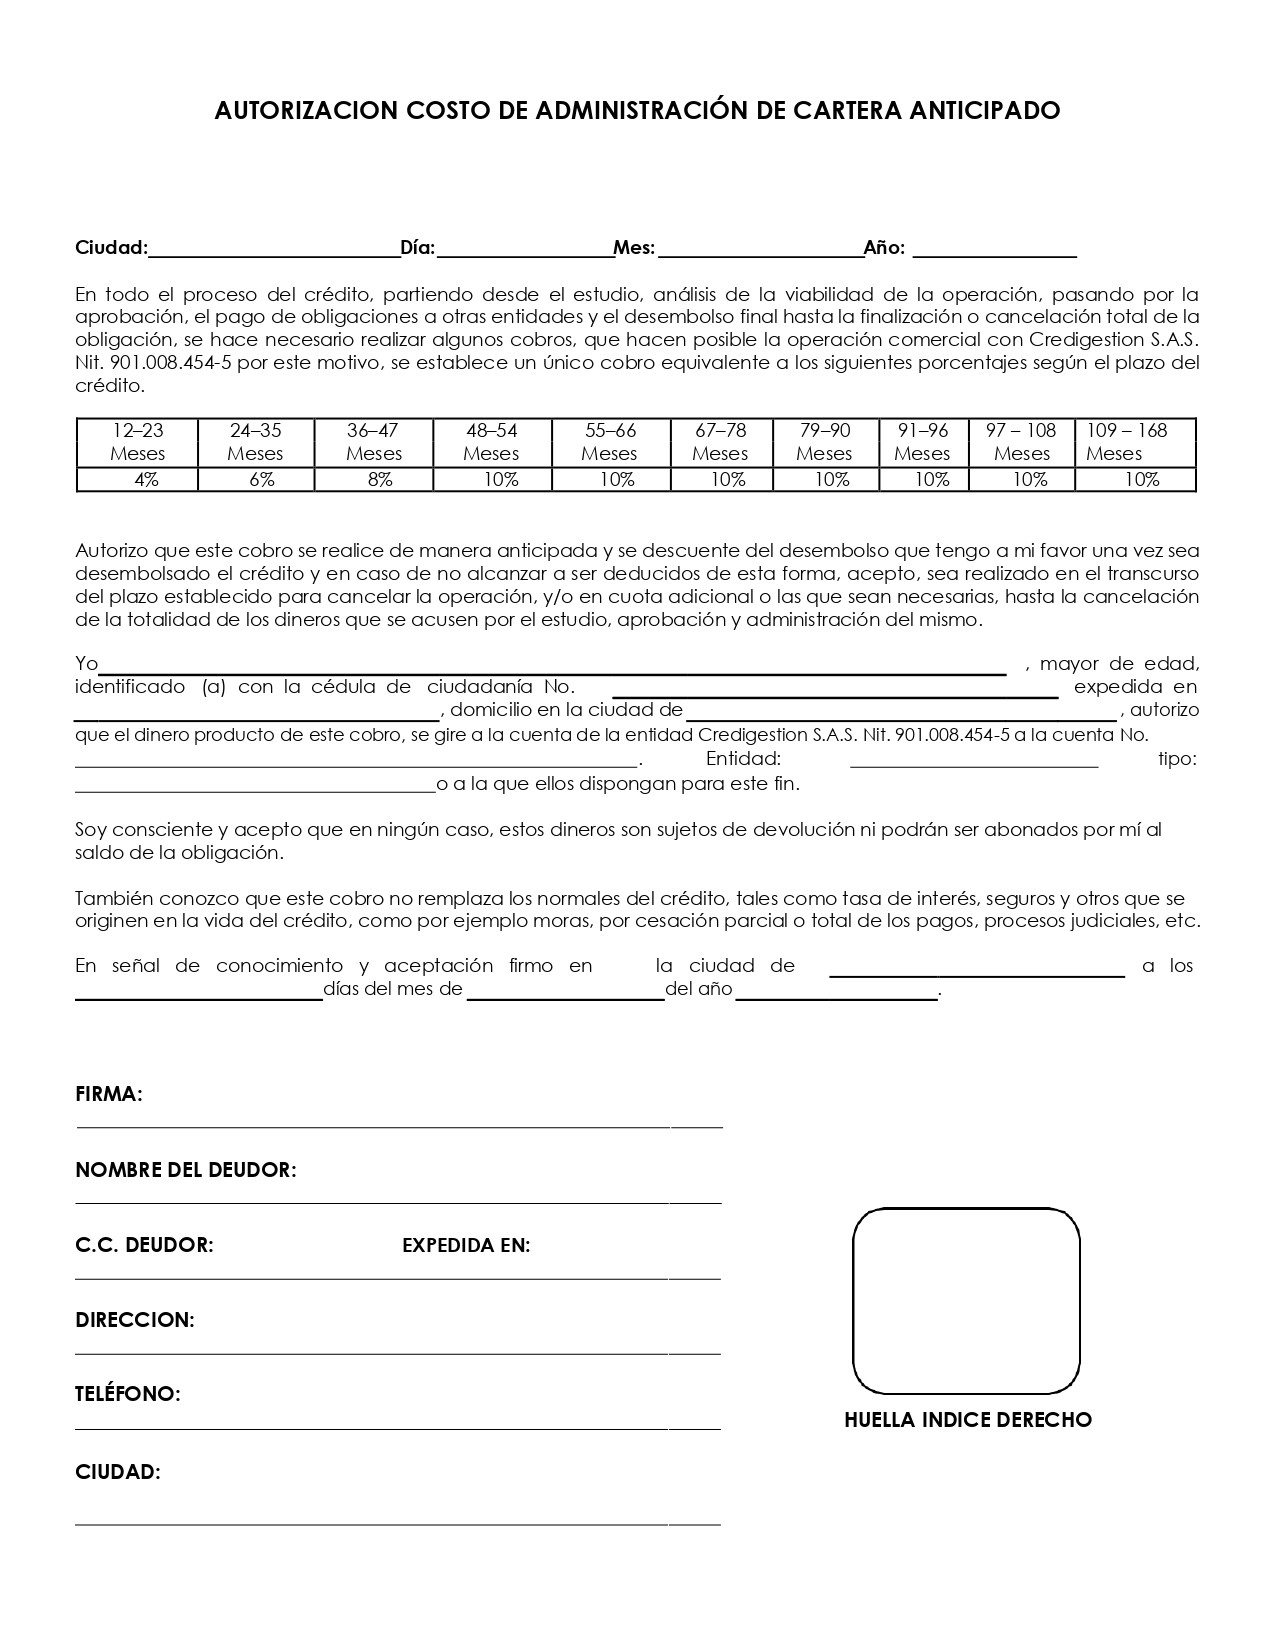 AUTORIZACION COSTO DE ADMINISTRACIÓN DE CARTERA ANTICIPADO
Ciudad: Día: Mes: Año:
En todo el proceso del crédito, partiendo desde el estudio, análisis de la viabilidad de la operación, pasando por la
aprobación, el pago de obligaciones a otras entidades y el desembolso final hasta la finalización o cancelación total de la
obligación, se hace necesario realizar algunos cobros, que hacen posible la operación comercial con Credigestion S.A.S.
Nit. 901.008.454-5 por este motivo, se establece un único cobro equivalente a los siguientes porcentajes según el plazo del
crédito.
12–23 24–35 36–47 48–54 55–66 67–78 79–90 91–96 97 – 108 109 – 168
Meses Meses Meses Meses Meses Meses Meses Meses Meses Meses
4% 6% 8% 10% 10% 10% 10% 10% 10% 10%
Autorizo que este cobro se realice de manera anticipada y se descuente del desembolso que tengo a mi favor una vez sea
desembolsado el crédito y en caso de no alcanzar a ser deducidos de esta forma, acepto, sea realizado en el transcurso
del plazo establecido para cancelar la operación, y/o en cuota adicional o las que sean necesarias, hasta la cancelación
de la totalidad de los dineros que se acusen por el estudio, aprobación y administración del mismo.
Yo , mayor de edad,
identificado (a) con la cédula de ciudadanía No. expedida en
, domicilio en la ciudad de , autorizo
que el dinero producto de este cobro, se gire a la cuenta de la entidad Credigestion S.A.S. Nit. 901.008.454-5 a la cuenta No.
. Entidad: tipo:
o a la que ellos dispongan para este fin.
Soy consciente y acepto que en ningún caso, estos dineros son sujetos de devolución ni podrán ser abonados por mí al
saldo de la obligación.
También conozco que este cobro no remplaza los normales del crédito, tales como tasa de interés, seguros y otros que se
originen en la vida del crédito, como por ejemplo moras, por cesación parcial o total de los pagos, procesos judiciales, etc.
En señal de conocimiento y aceptación firmo en la ciudad de a los
días del mes de del año .
FIRMA:
NOMBRE DEL DEUDOR:
C.C. DEUDOR: EXPEDIDA EN:
DIRECCION:
TELÉFONO:
HUELLA INDICE DERECHO
CIUDAD: